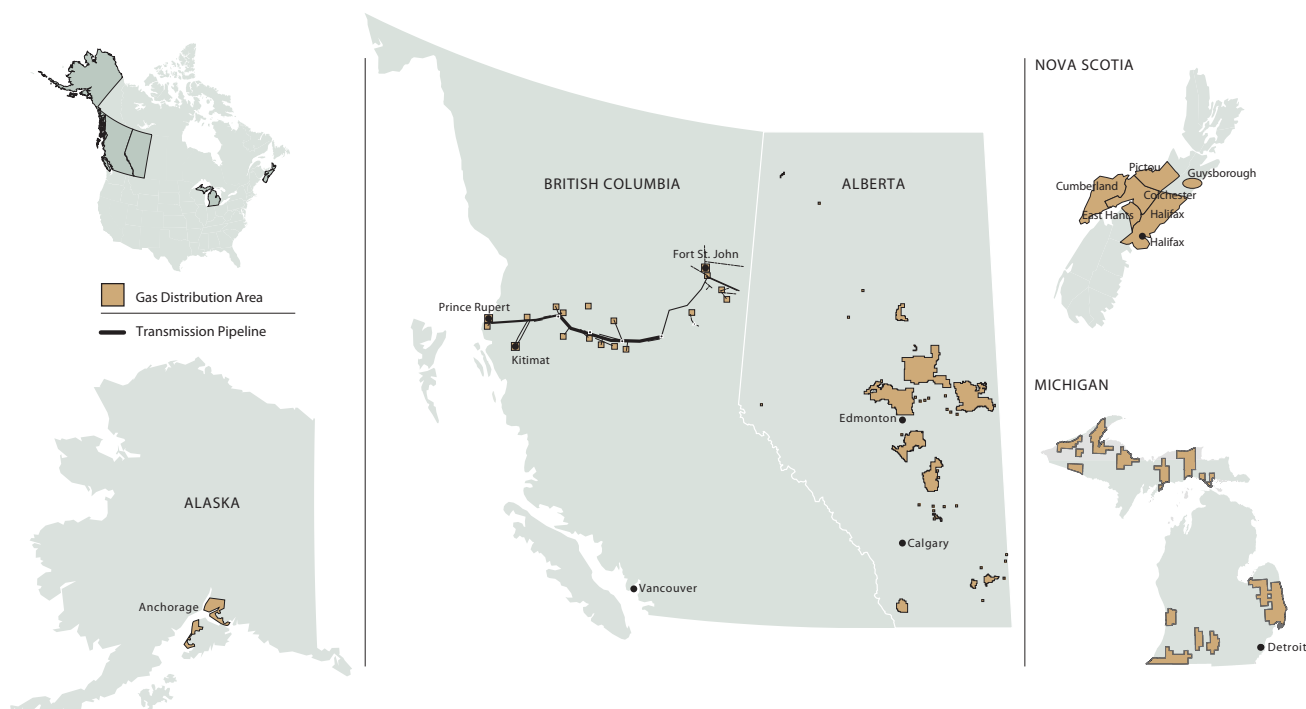 Gas Distribution Area
Transmission Pipeline
ALASKA
Anchorage
BRITISH COLUMBIA
ALBERTA
Fort St. John
Prince Rupert
Kitimat
Edmonton
Calgary
Vancouver
NOVA SCOTIA
Pictou
Guysborough
Cumberland
Colchester
East Hants
Halifax
Halifax
MICHIGAN
Detroit